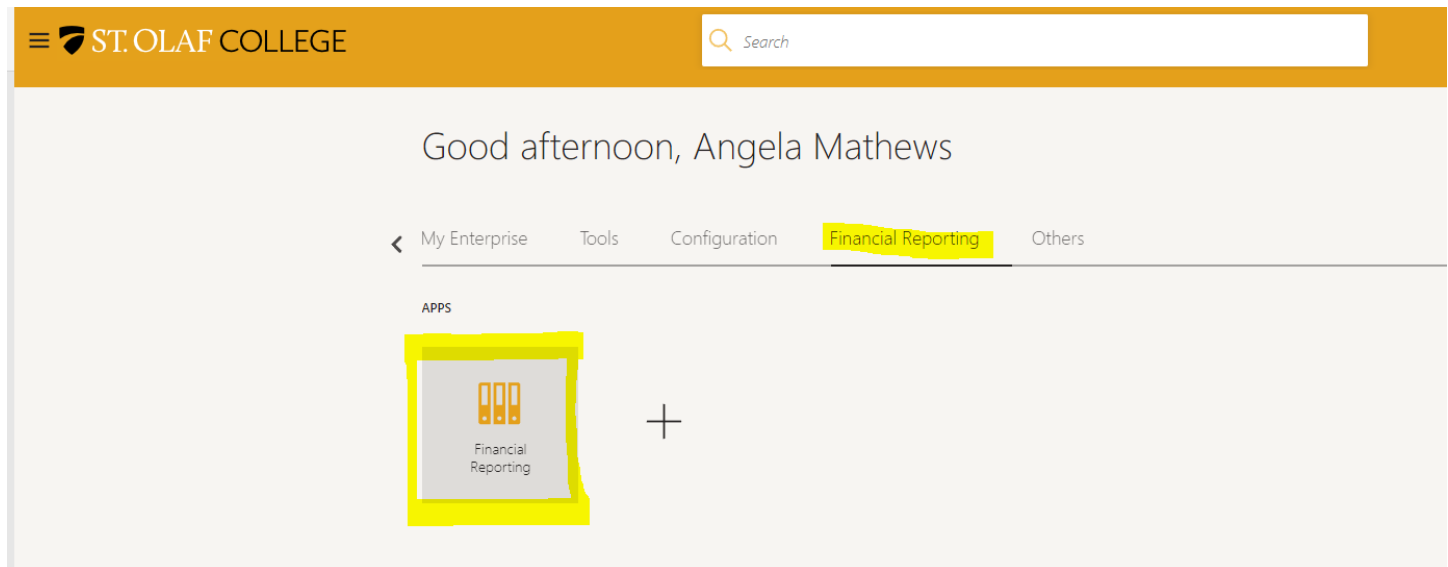 ST. OLAF COLLEGE
Search
Good afternoon, Angela Mathews
My Enterprise Tools Configuration Financial Reporting Others
APPS
Financial
Reporting